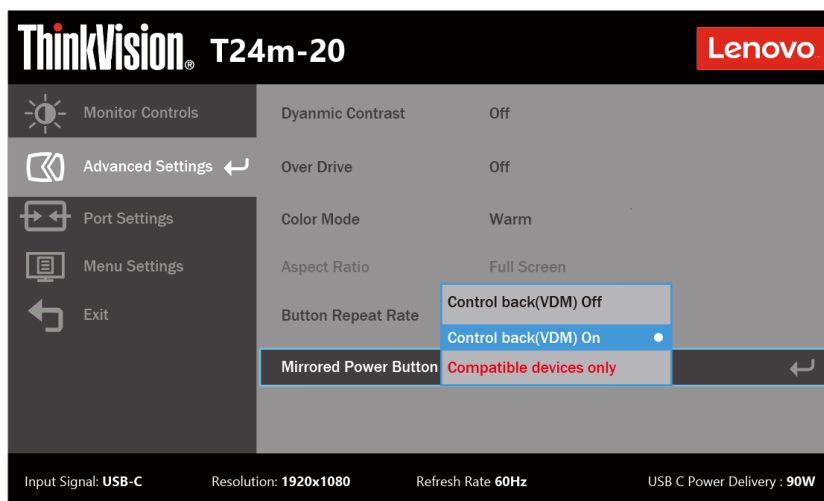 ThinkVision® T24m-20
Lenovo
Monitor Controls
Advanced Settings
Port Settings
Menu Settings
Exit
Dyanmic Contrast Off
Over Drive Off
Color Mode Warm
Aspect Ratio Full Screen
Button Repeat Rate
Mirrored Power Button
Control back(VDM) Off
Control back(VDM) On
Compatible devices only
Input Signal: USB-C Resolution: 1920x1080 Refresh Rate 60Hz USB C Power Delivery : 90W